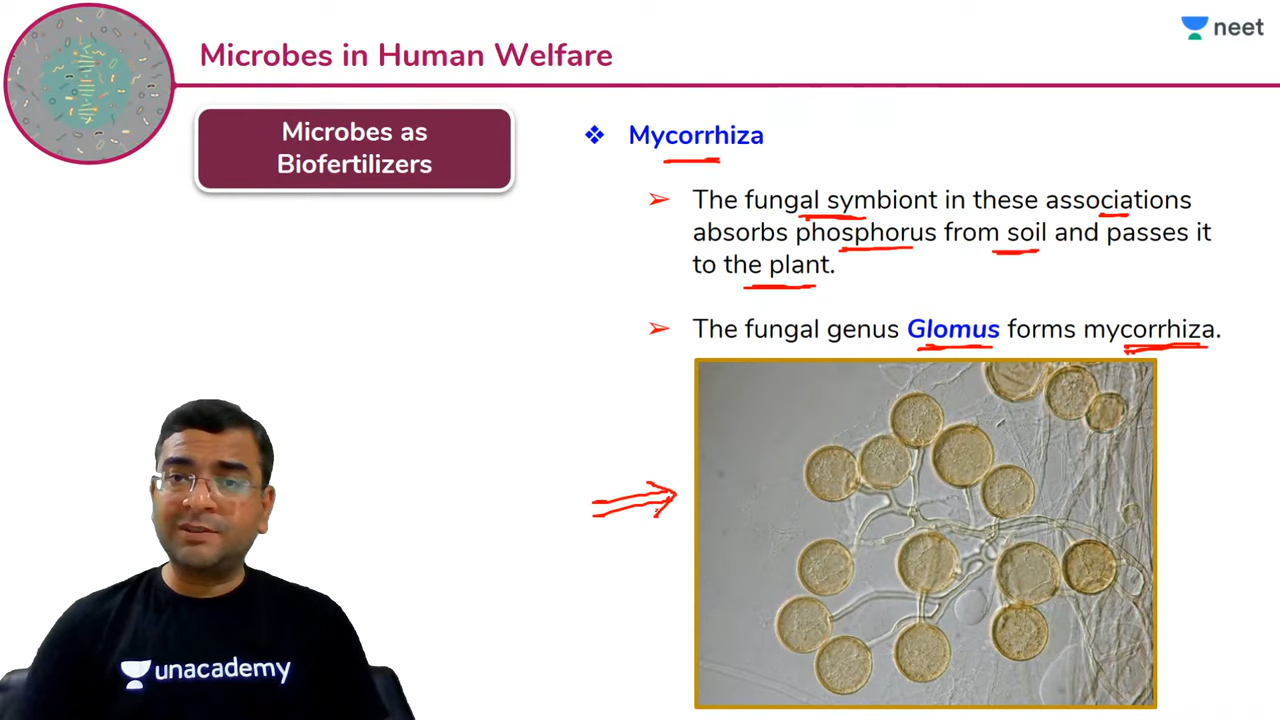 Microbes in Human Welfare
neet
Microbes as
Biofertilizers
❖ Mycorrhiza
➢ The fungal symbiont in these associations
absorbs phosphorus from soil and passes it
to the plant.
➢ The fungal genus Glomus forms mycorrhiza.
unacademy